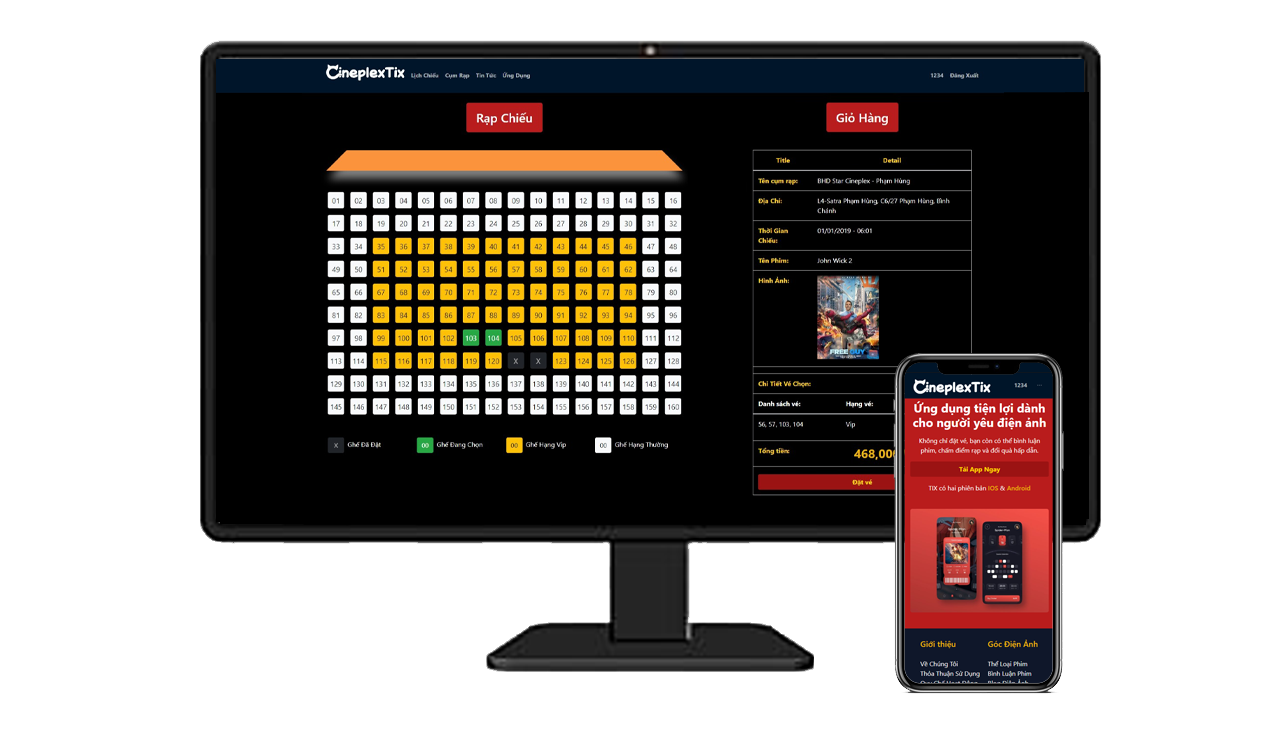 CineplexTix Lịch Chiếu Cụm Rạp Tin Tức Ứng Dụng 1234 Đăng Xuất
Rạp Chiếu
01 02 03 04 05 06 07 08 09 10 11 12 13 14 15 16
17 18 19 20 21 22 23 24 25 26 27 28 29 30 31 32
33 34 35 36 37 38 39 40 41 42 43 44 45 46 47 48
49 50 51 52 53 54 55 56 57 58 59 60 61 62 63 64
65 66 67 68 69 70 71 72 73 74 75 76 77 78 79 80
81 82 83 84 85 86 87 88 89 90 91 92 93 94 95 96
97 98 99 100 101 102 103 104 105 106 107 108 109 110 111 112
113 114 115 116 117 118 119 120 X X 123 124 125 126 127 128
129 130 131 132 133 134 135 136 137 138 139 140 141 142 143 144
145 146 147 148 149 150 151 152 153 154 155 156 157 158 159 160
X Ghế Đã Đặt 00 Ghế Đang Chọn 00 Ghế Hạng Vip 00 Ghế Hạng Thường
Giỏ Hàng
Title Detail
Tên cụm rạp: BHD Star Cineplex - Phạm Hùng
Địa Chỉ: L4-Satra Phạm Hùng, C6/27 Phạm Hùng, Bình
Chánh
Thời Gian 01/01/2019 - 06:01
Chiếu:
Tên Phim: John Wick 2
Hình Ảnh:
FREE GUY
Chi Tiết Vé Chọn:
Danh sách vé: Hạng vé:
56, 57, 103, 104 Vip
Tổng tiền: 468,00
Đặt vé
CineplexTix 1234
Ứng dụng tiện lợi dành
cho người yêu điện ảnh
Không chỉ đặt vé, bạn còn có thể bình luận
phim, chấm điểm rạp và đổi quà hấp dẫn.
Tải App Ngay
TIX có hai phiên bản IOS & Android
Giới thiệu Góc Điện Ảnh
Về Chúng Tôi Thể Loại Phim
Thỏa Thuận Sử Dụng Bình Luận Phim
Quy Chế Hoạt Động Blog Điện Ảnh